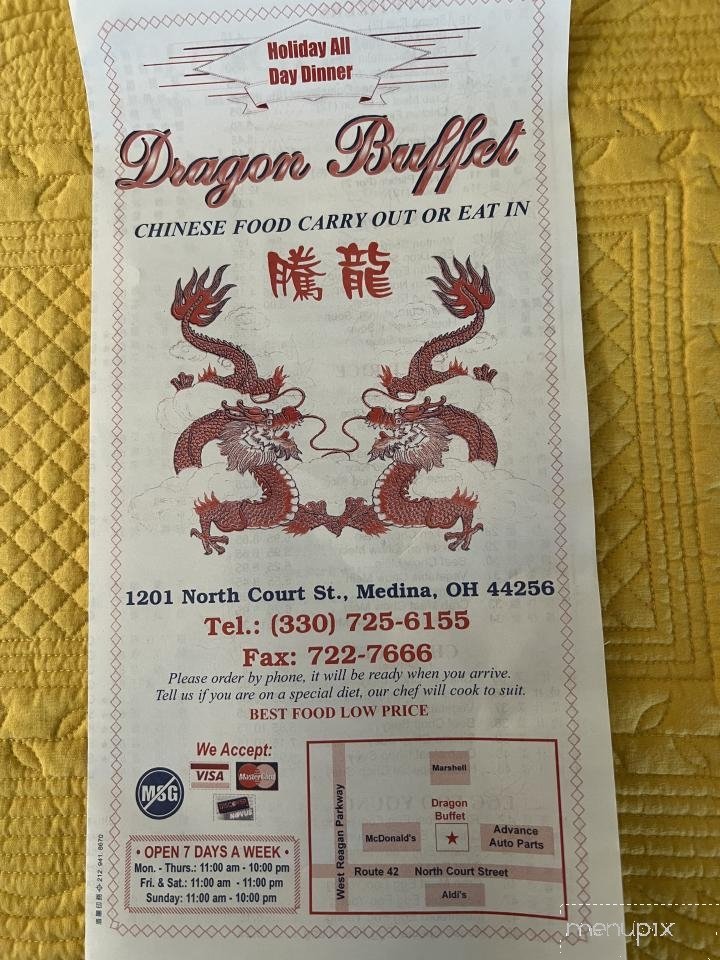 Holiday All
Day Dinner
Dragon Buffet
CHINESE FOOD CARRY OUT OR EAT IN
騰龍
1201 North Court St., Medina, OH 44256
Tel.: (330) 725-6155
Fax: 722-7666
Please order by phone, it will be ready when you arrive.
Tell us if you are on a special diet, our chef will cook to suit.
BEST FOOD LOW PRICE
We Accept:
VISA
MasterCard
DISCOVER
NOVUS
MSG
• OPEN 7 DAYS A WEEK •
Mon. - Thurs.: 11:00 am - 10:00 pm
Fri. & Sat.: 11:00 am - 11:00 pm
Sunday: 11:00 am - 10:00 pm
West Reagan Parkway
Marshell
Dragon
Buffet
McDonald's
Advance
Auto Parts
Route 42 North Court Street
Aldi's
212 941 8670
menupix